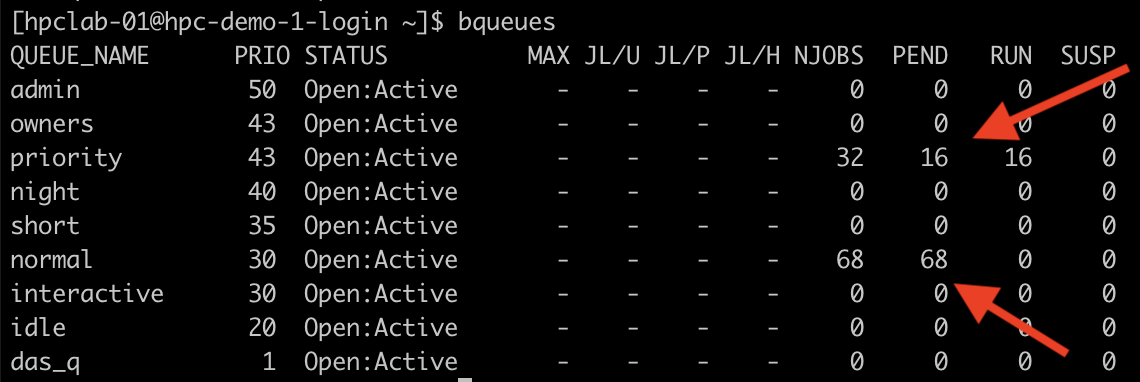 [hpclab-01@hpc-demo-1-login ~]$ bqueues
QUEUE_NAME PRIO STATUS MAX JL/U JL/P JL/H NJOBS PEND RUN SUSP
admin 50 Open:Active - - - - 0 0 0 0
owners 43 Open:Active - - - - 0 0 0 0
priority 43 Open:Active - - - - 32 16 16 0
night 40 Open:Active - - - - 0 0 0 0
short 35 Open:Active - - - - 0 0 0 0
normal 30 Open:Active - - - - 68 68 0 0
interactive 30 Open:Active - - - - 0 0 0 0
idle 20 Open:Active - - - - 0 0 0 0
das_q 1 Open:Active - - - - 0 0 0 0